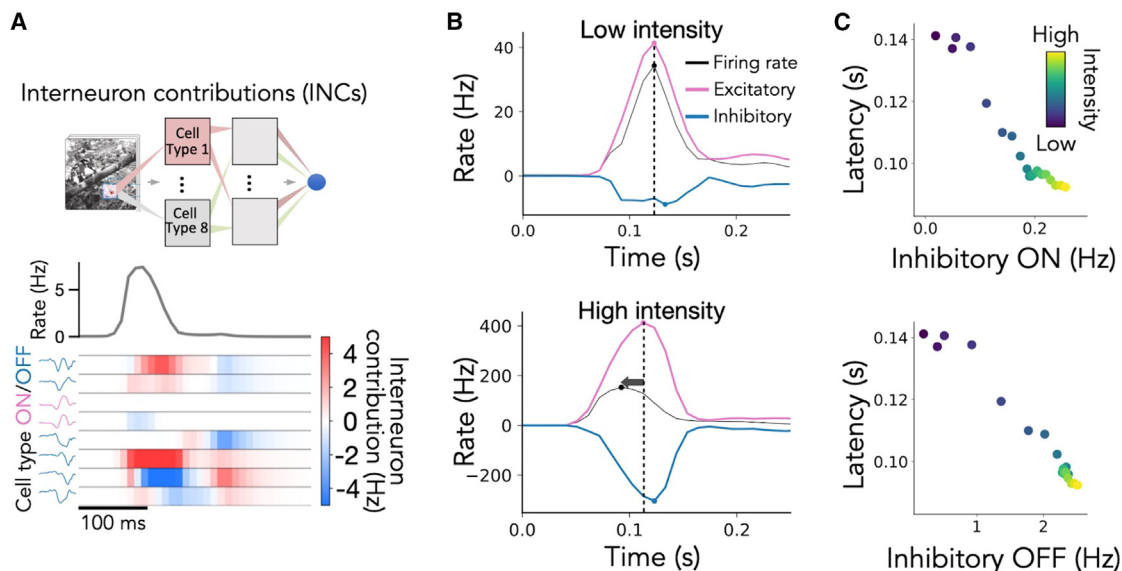 A
Interneuron contributions (INCs)
Cell
Type 1
Cell
Type 8
Rate (Hz)
5
0
Cell type ON/OFF
4
2
0
−2
−4
Interneuron
contribution (Hz)
100 ms
B
Low intensity
Firing rate
Excitatory
Inhibitory
Rate (Hz)
40
20
0
0.0
0.1
0.2
Time (s)
High intensity
Rate (Hz)
400
200
0
−200
0.0
0.1
0.2
Time (s)
C
Latency (s)
0.14
0.12
0.10
High
Low
Intensity
0.0
0.2
Inhibitory ON (Hz)
Latency (s)
0.14
0.12
0.10
1
2
Inhibitory OFF (Hz)